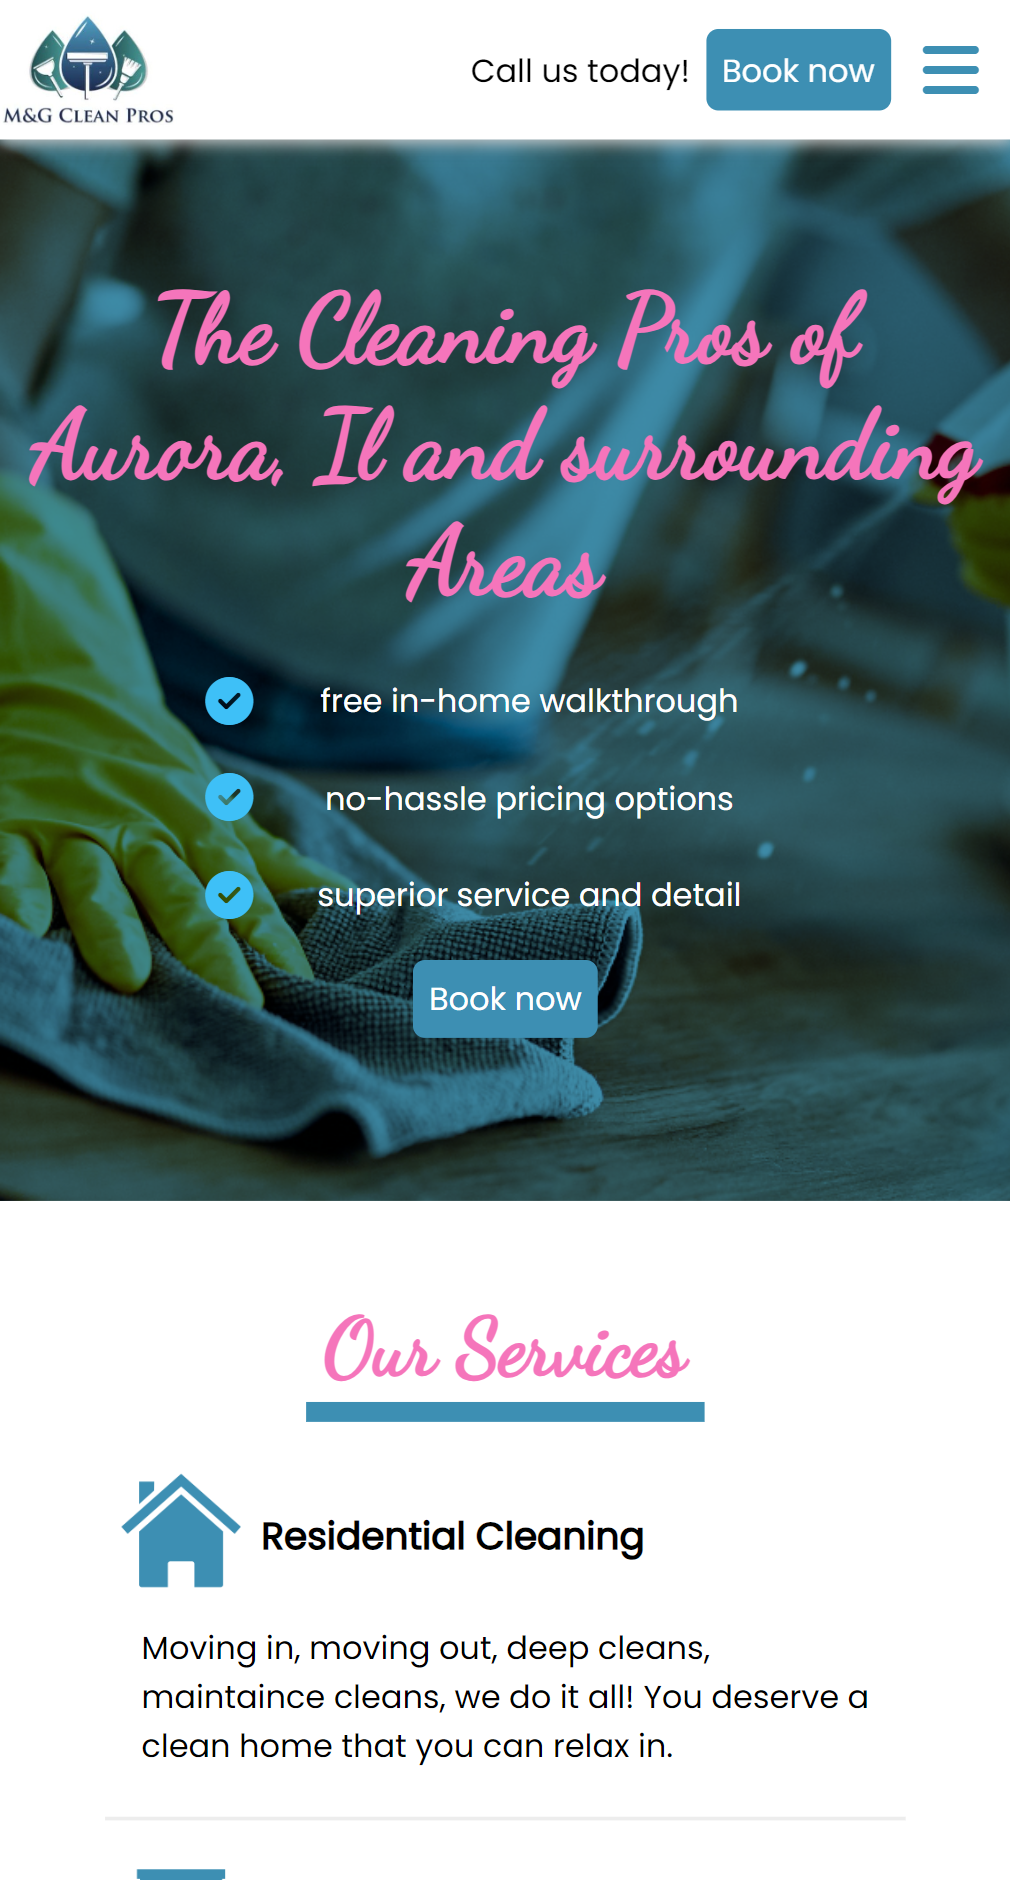 M&G CLEAN PROS
Call us today!
Book now
The Cleaning Pros of
Aurora, Il and surrounding
Areas
free in-home walkthrough
no-hassle pricing options
superior service and detail
Book now
Our Services
Residential Cleaning
Moving in, moving out, deep cleans,
maintaince cleans, we do it all! You deserve a
clean home that you can relax in.